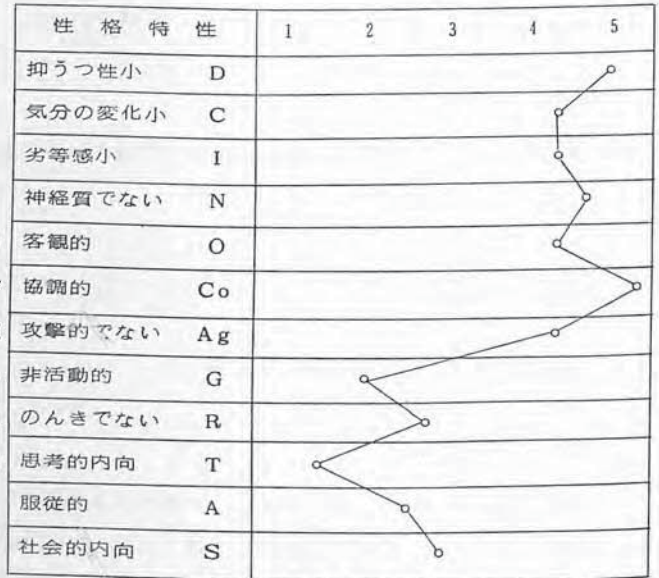 性格特性 1 2 3 4 5
抑うつ性小 D
気分の変化小 C
劣等感小 I
神経質でない N
客観的 O
協調的 Co
攻撃的でない Ag
非活動的 G
のんきでない R
思考的内向 T
服従的 A
社会的内向 S